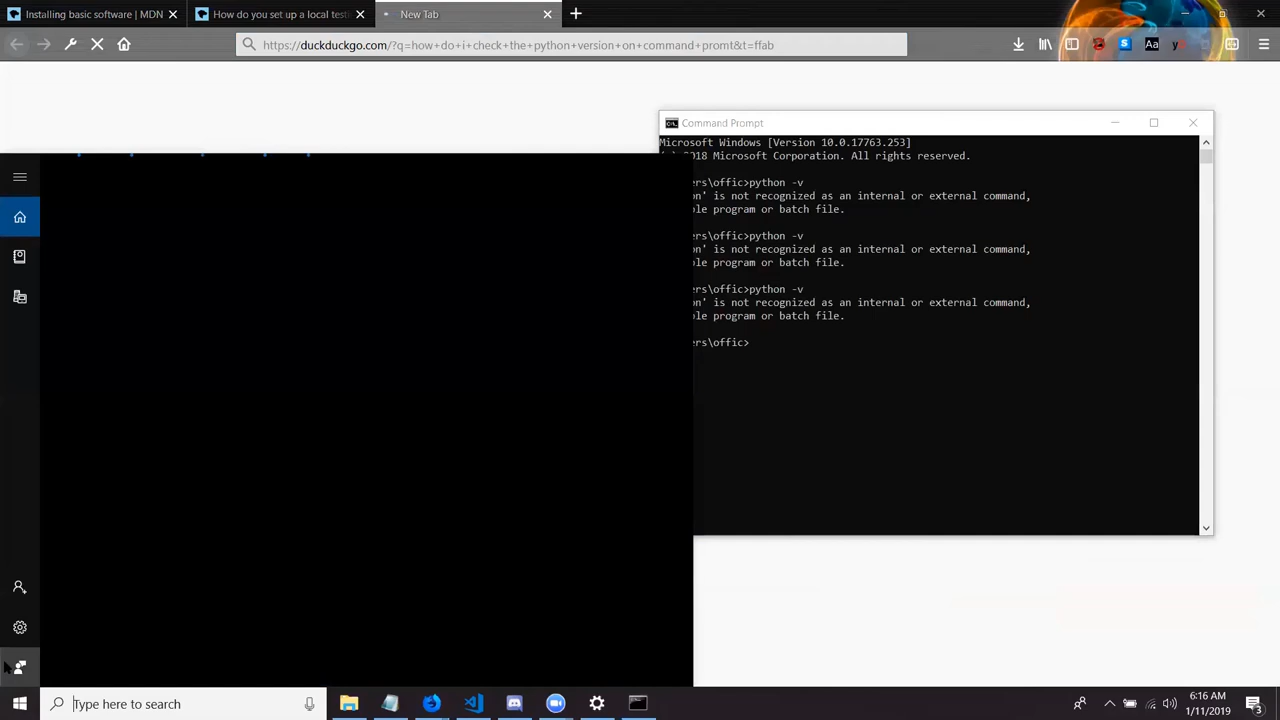 Installing basic software | MDN
How do you set up a local testi
New Tab
https://duckduckgo.com/?q=how+do+i+check+the+python+version+on+command+promt&t=ffab
Command Prompt
Microsoft Windows [Version 10.0.17763.253]
2018 Microsoft Corporation. All rights reserved.
ers\offic>python -v
on' is not recognized as an internal or external command,
le program or batch file.
ers\offic>python -v
on' is not recognized as an internal or external command,
le program or batch file.
ers\offic>python -v
on' is not recognized as an internal or external command,
le program or batch file.
ers\offic>
Type here to search
6:16 AM
1/11/2019
3